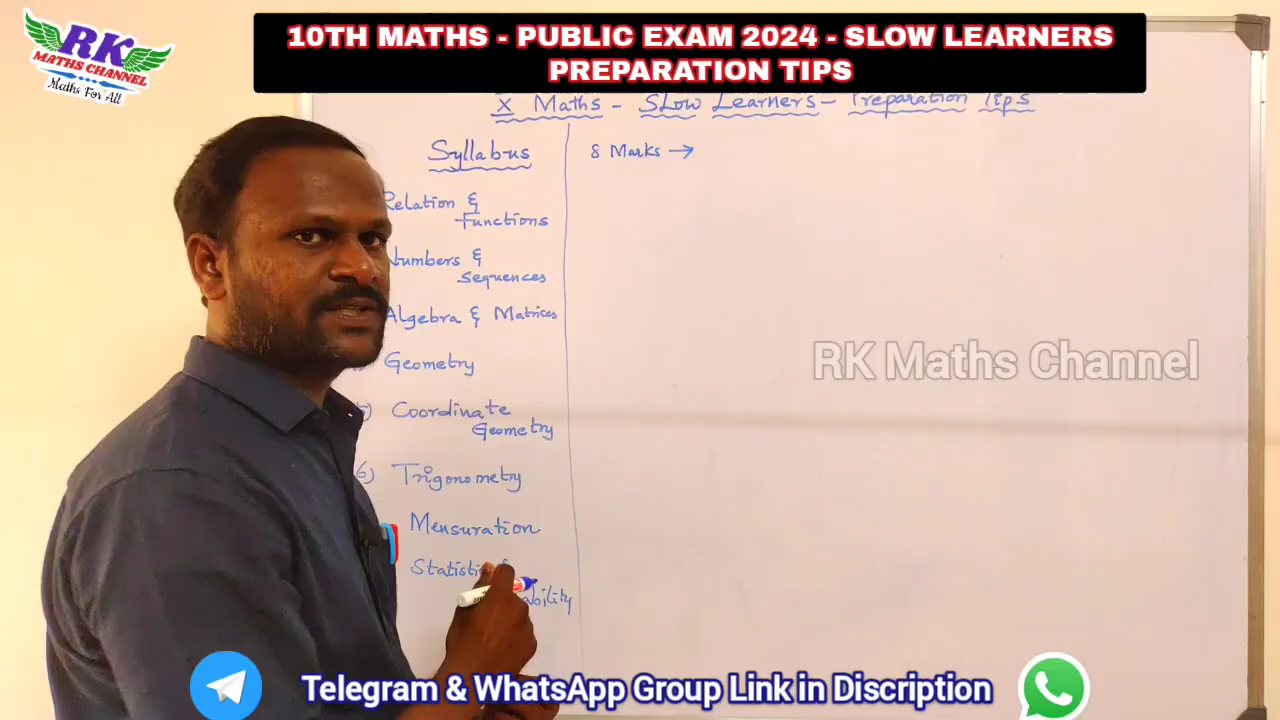 RK
MATHS CHANNEL
Maths For All
10TH MATHS - PUBLIC EXAM 2024 - SLOW LEARNERS
PREPARATION TIPS
X Maths - Slow Learners - Preparation Tips
Syllabus
Relation &
Functions
Numbers &
Sequences
Algebra & Matrices
Geometry
Coordinate
Geometry
6) Trigonometry
Mensuration
8 Marks →
RK Maths Channel
Telegram & WhatsApp Group Link in Discription